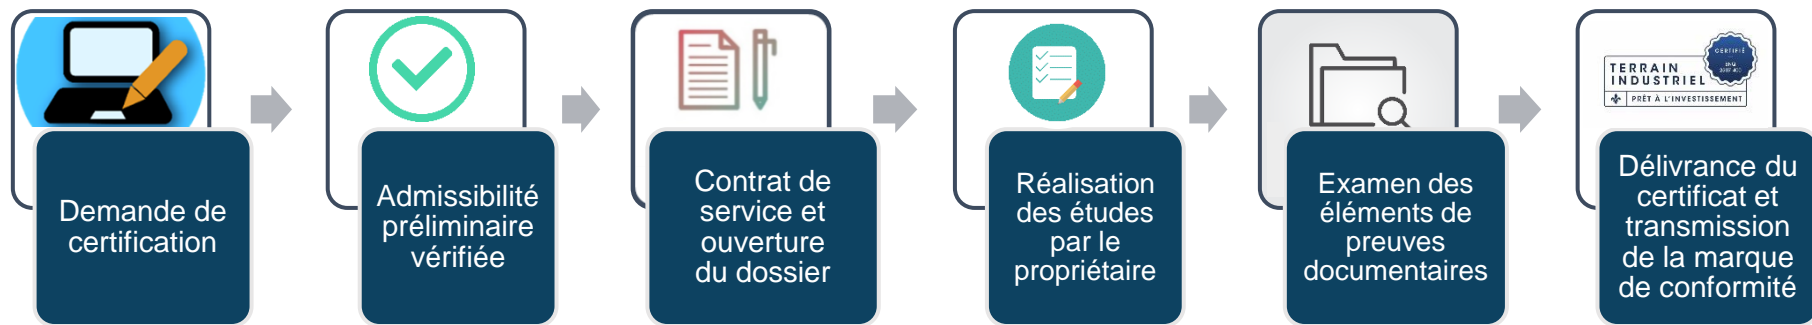 Demande de
certification
Admissibilité
préliminaire
vérifiée
Contrat de
service et
ouverture
du dossier
Réalisation
des études
par le
propriétaire
Examen des
éléments de
preuves
documentaires
CERTIFIÉ
TERRAIN
INDUSTRIEL
PRÊT À L'INVESTISSEMENT
Délivrance du
certificat et
transmission
de la marque
de conformité